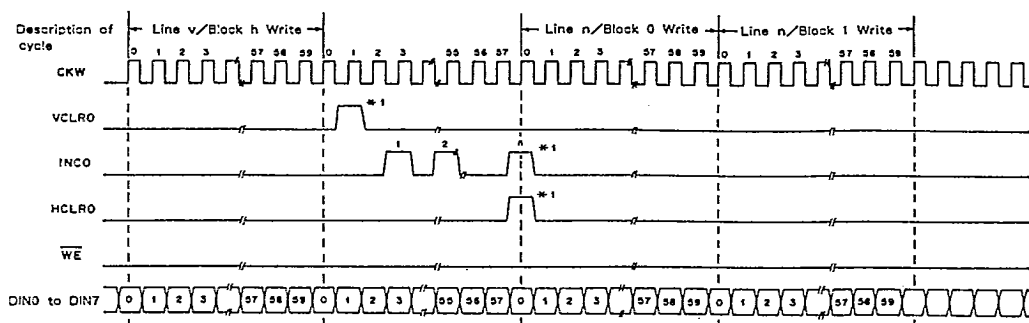 Description of cycle
Line v/Block h Write
Line n/Block 0 Write
Line n/Block 1 Write
0 1 2 3 57 58 59 0 1 2 3 55 56 57 0 1 2 3 57 58 59 0 1 2 3 57 58 59
CKW
VCLR0
*1
INC0
1 2 n *1
HCLR0
*1
WE
DIN0 to DIN7
0 1 2 3 57 58 59 0 1 2 3 55 56 57 0 1 2 3 57 58 59 0 1 2 3 57 58 59